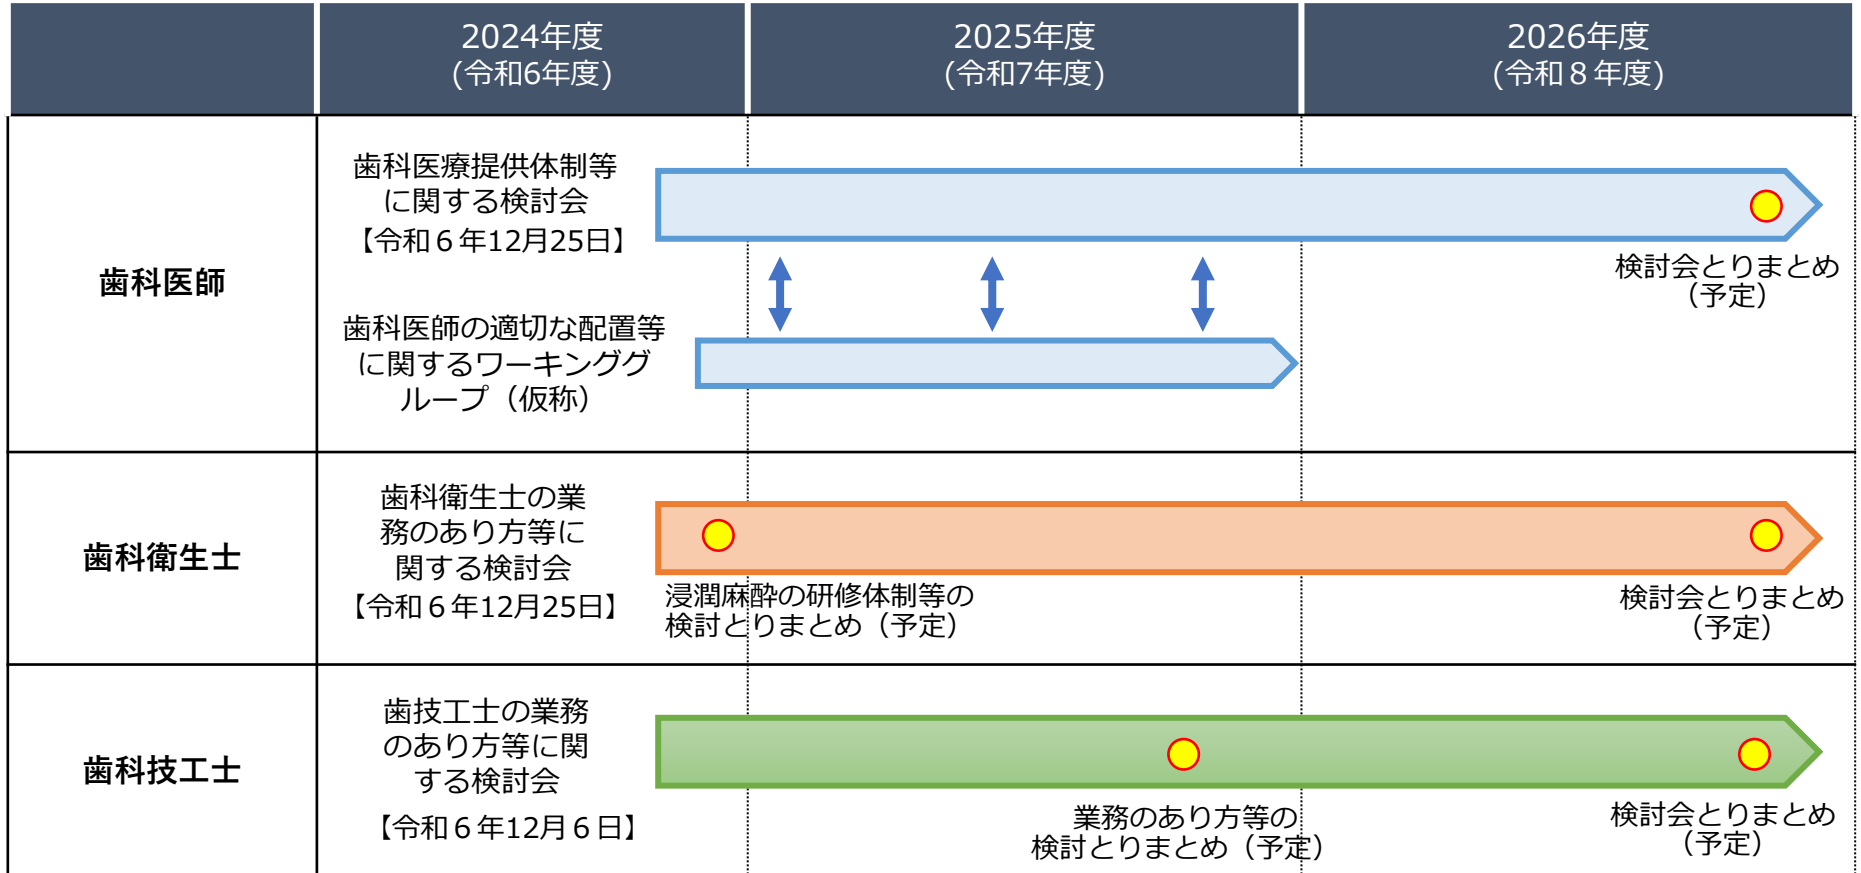 2024年度
(令和6年度)
2025年度
(令和7年度)
2026年度
(令和８年度)
歯科医師
歯科医療提供体制等
に関する検討会
【令和６年12月25日】
検討会とりまとめ
（予定）
歯科医師の適切な配置等
に関するワーキンググ
ループ（仮称）
歯科衛生士
歯科衛生士の業
務のあり方等に
関する検討会
【令和６年12月25日】
浸潤麻酔の研修体制等の
検討とりまとめ（予定）
検討会とりまとめ
（予定）
歯科技工士
歯技工士の業務
のあり方等に関
する検討会
【令和６年12月６日】
業務のあり方等の
検討とりまとめ（予定）
検討会とりまとめ
（予定）